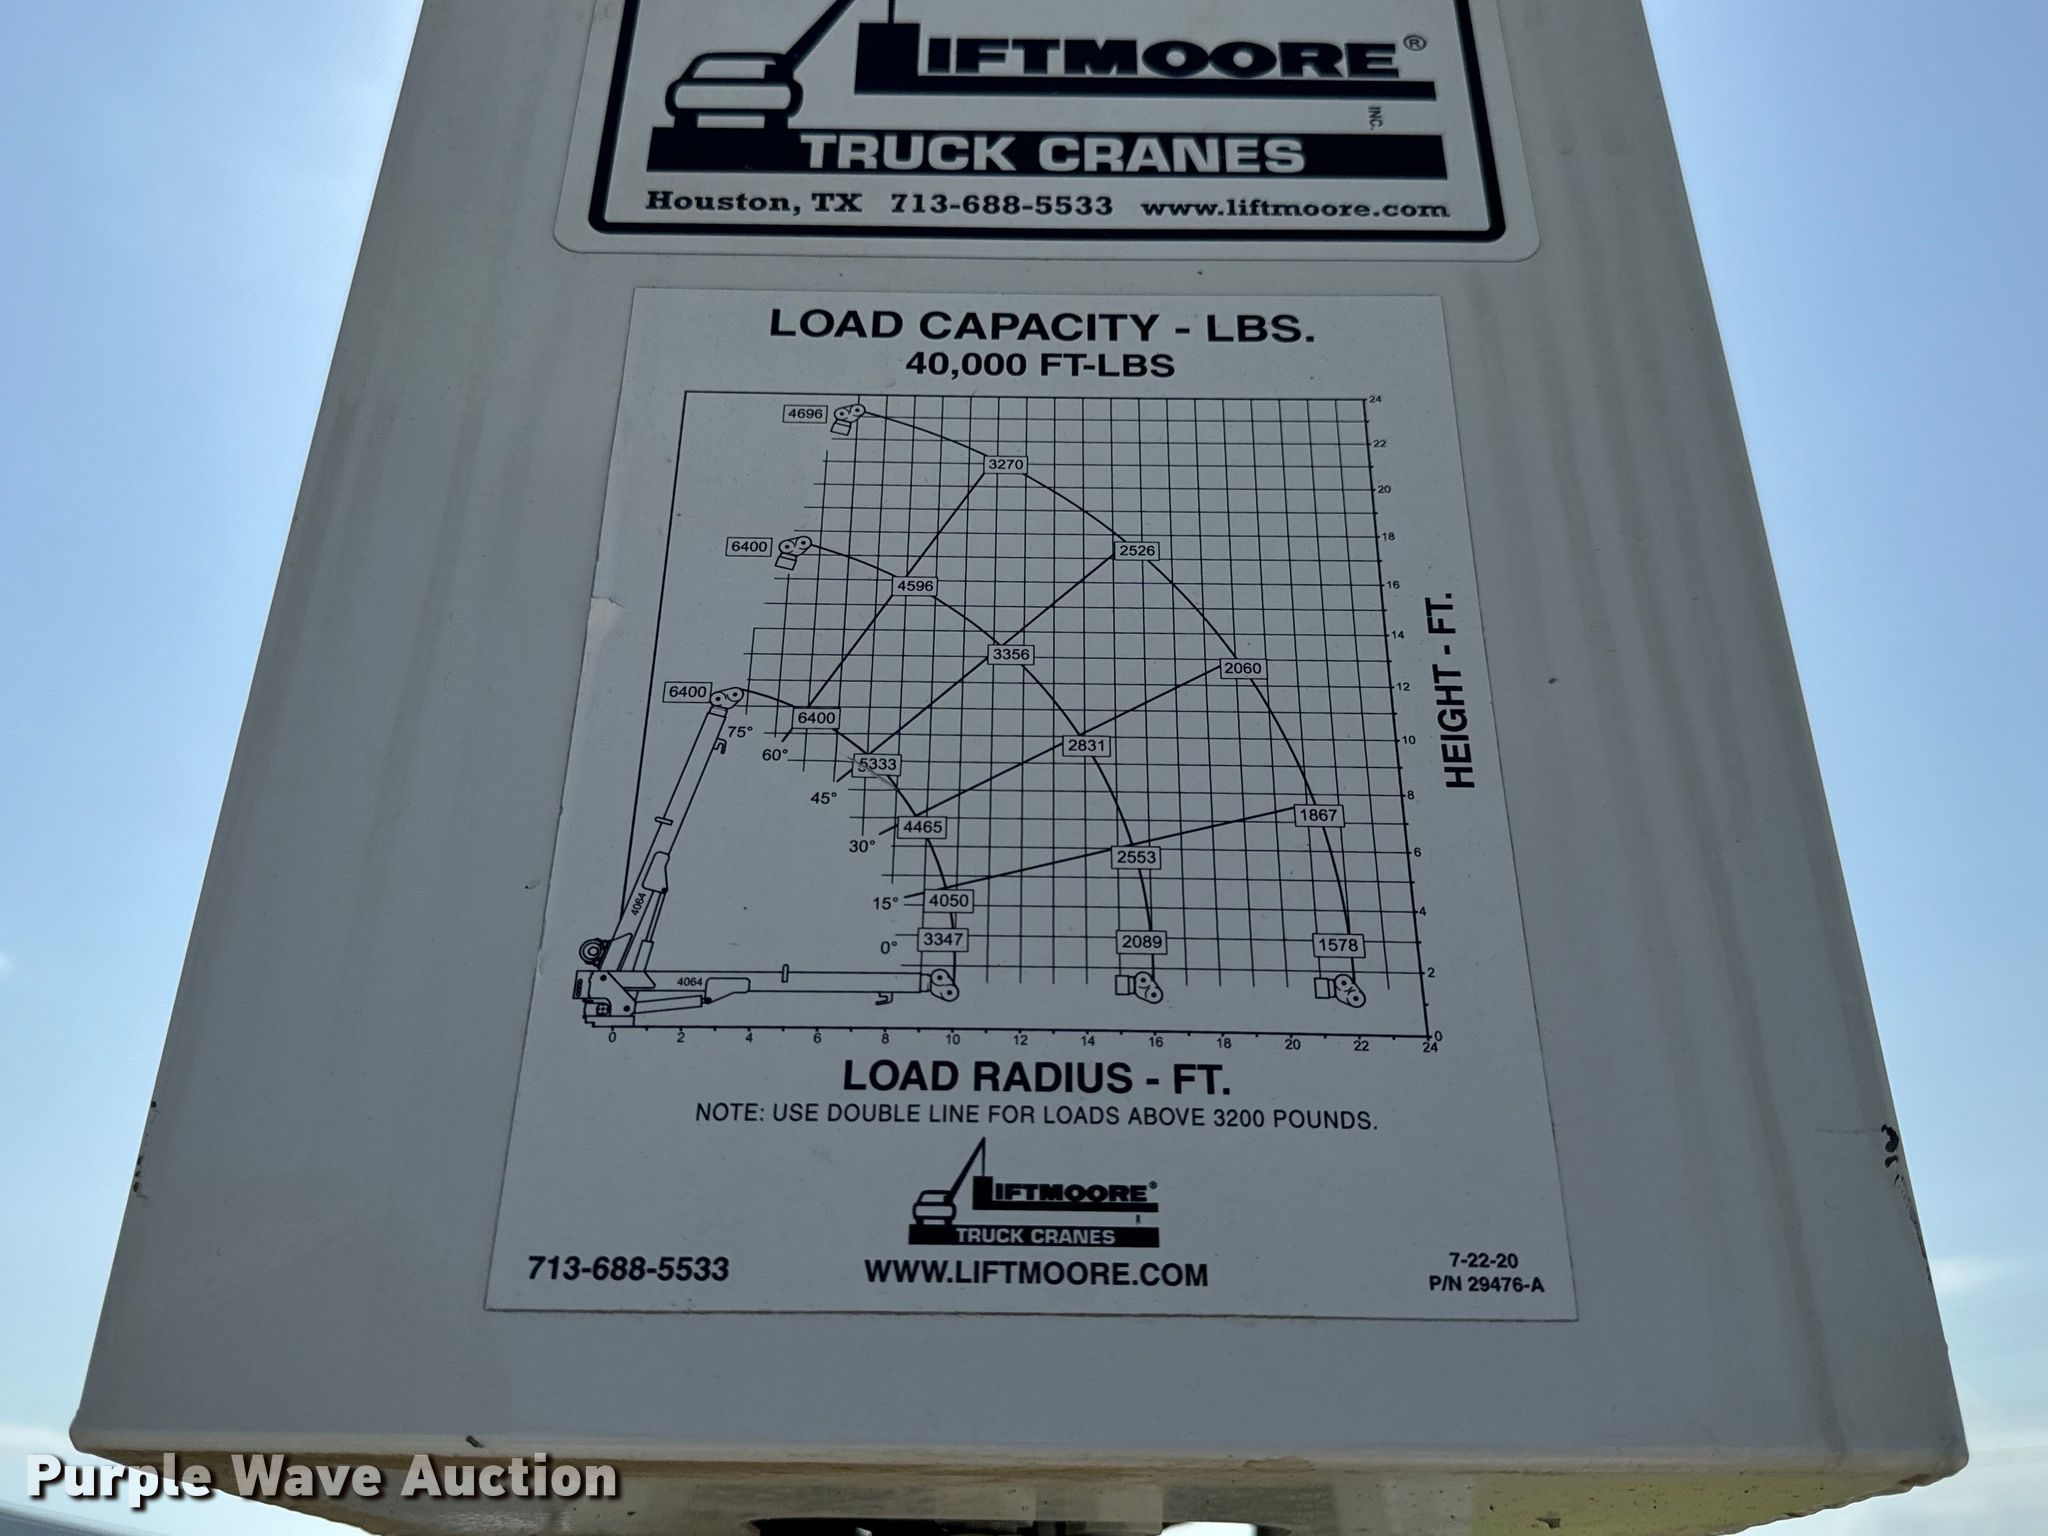 LIFTMOORE®
INC.
TRUCK CRANES
Houston, TX 713-688-5533 www.liftmoore.com
LOAD CAPACITY - LBS.
40,000 FT-LBS
4696
3270
6400
4596
2526
6400
6400
3356
2060
5333
2831
4465
1867
4050
2553
3347
2089
1578
75°
60°
45°
30°
15°
0°
4064
4064
24
22
20
18
16
14
12
10
8
6
4
2
0
HEIGHT - FT.
0 2 4 6 8 10 12 14 16 18 20 22 24
LOAD RADIUS - FT.
NOTE: USE DOUBLE LINE FOR LOADS ABOVE 3200 POUNDS.
LIFTMOORE®
TRUCK CRANES
713-688-5533
WWW.LIFTMOORE.COM
7-22-20
P/N 29476-A
Purple Wave Auction